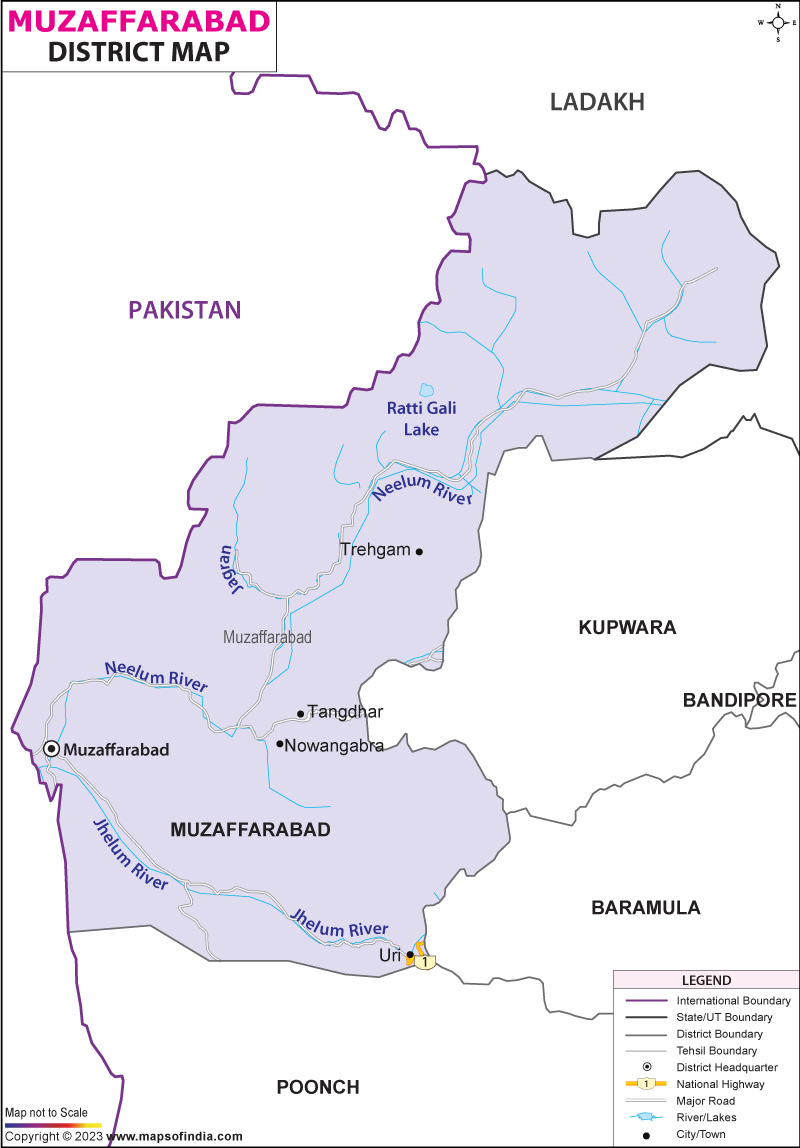 MUZAFFARABAD
DISTRICT MAP
N
W E
S
LADAKH
PAKISTAN
Ratti Gali
Lake
Neelum River
Trehgam
Jagran
Muzaffarabad
KUPWARA
Neelum River
BANDIPORE
Tangdhar
Nowangabra
Muzaffarabad
MUZAFFARABAD
Jhelum River
BARAMULA
Jhelum River
Uri
1
POONCH
LEGEND
International Boundary
State/UT Boundary
District Boundary
Tehsil Boundary
District Headquarter
1 National Highway
Major Road
River/Lakes
City/Town
Map not to Scale
Copyright © 2023 www.mapsofindia.com